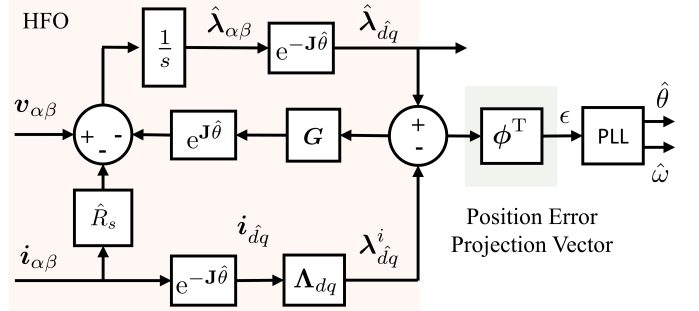 HFO
1/s
λ̂_αβ
e^{-Jθ̂}
λ̂_{d̂q}
v_αβ
+ - -
e^{Jθ̂}
G
+ -
ϕ^T
ϵ
PLL
θ̂
ω̂
R̂_s
i_αβ
e^{-Jθ̂}
i_{d̂q}
Λ_dq
λ^i_{d̂q}
Position Error
Projection Vector